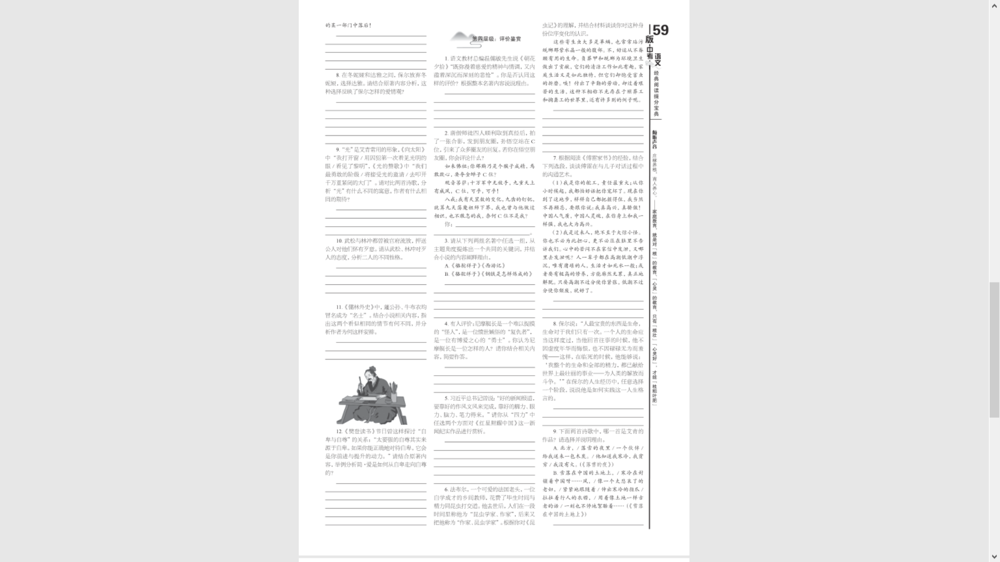 的某一部门中落后！
8. 在冬妮娅和达雅之间，保尔放弃冬
妮娅，选择达雅。请结合原著内容分析，这
种选择反映了保尔怎样的爱情观？
9. “光”是艾青常用的形象，《向太阳》
中“我打开窗 / 用囚犯第一次看见光明的
眼 / 看见了黎明”，《光的赞歌》中“我们
最勇敢的阶级 / 将接受光的邀请 / 去叩开
千万重紧闭的大门”。请对比两首诗歌，分
析“光”有什么不同的寓意，作者有什么相
同的期待？
10. 武松与林冲都曾被官府流放，押送
公人对他们怀有歹意。请从武松、林冲对歹
人的态度，分析二人的不同性格。
11.《儒林外史》中，蘧公孙、牛布衣均
冒名成为“名士”。结合小说相关内容，指
出这两个看似相同的情节有何不同，并分
析作者为何这样安排。
12.《樊登读书》节目曾这样探讨“自
卑与自尊”的关系：“太要强的自尊其实来
源于自卑。如果你能正确地对待自卑，它会
是你前进与提升的动力。”请结合原著内
容，举例分析简·爱是如何从自卑走向自尊
的？
第四层级：评价鉴赏
1. 语文教材总编温儒敏先生说《朝花
夕拾》“既弥漫着慈爱的精神与情调，又内
蕴着深沉而深刻的悲怆”。你是否认同这
样的评价？根据整本名著内容说说理由。
2. 唐僧师徒四人顺利取到真经后，拍
了一张合影，发到朋友圈，孙悟空站在 C
位，引来了众多圈友的回复。若你在悟空朋
友圈，你会评论什么？
如来佛祖：你那厮乃是个猴子成精，焉
敢欺心，要夺金蝉子 C 位？
观音菩萨：十万军中无敌手，九重天上
有威风，C 位，可乎，可乎！
八戒：我有天罡数的变化，九齿的钉钯，
就算九天荡魔祖师下界，我也曾与他做过
相识，也不敢怎的我，奈何 C 位不是我？
你：
3. 请从下列两组名著中任选一组，从
主题角度提炼出一个共同的关键词，并结
合小说的内容阐释理由。
A.《骆驼祥子》《西游记》
B.《骆驼祥子》《钢铁是怎样炼成的》
4. 有人评价：尼摩艇长是一个难以捉摸
的“怪人”，是一位愤世嫉俗的“复仇者”，
是一位有博爱之心的“勇士”。你认为尼
摩艇长是一位怎样的人？请你结合相关内
容，简要作答。
5. 习近平总书记曾说：“好的新闻报道，
要靠好的作风文风来完成，靠好的脚力、眼
力、脑力、笔力得来。”请你从“四力”中
任选两个方面对《红星照耀中国》这一新
闻纪实作品进行赏析。
6. 法布尔，一个可爱的法国老头，一位
自学成才的乡间教师，花费了毕生时间与
精力同昆虫打交道。他去世后，人们在一段
时间里称他为“昆虫学家、作家”，后来又
把他称为“作家、昆虫学家”。根据你对《昆
虫记》的理解，并结合材料谈谈你对这种身
份位序变化的认识。
这些寄生虫大多是革螨，也常常玷污
蜣螂那紫水晶一般的腹部。不，好运从不眷
顾有用的生命。负葬甲和蜣螂为环境卫生
做出了贡献，它们的清洁工作如此有趣，家
庭生活又是如此独特，但它们却饱受害虫
的折磨。唉！付出了辛勤的劳动，却过着艰
苦的生活，这种不相称不光存在于殡葬工
和掏粪工的世界里，还有许多别的例子呢。
7. 根据阅读《傅雷家书》的经验，结合
下列选段，谈谈傅雷在与儿子对话过程中
的沟通艺术。
（1）我是你的舵工，责任最重大；从你
小时候起，我都怕好话把你宠坏了。现在你
到了这地步，样样自己都把握得住，我当然
不再顾忌，要跟你说：我真高兴，真骄傲！
中国人气质，中国人灵魂，在你身上和我一
样强，我也大为高兴。
（2）我是过来人，绝不至于大惊小怪。
你也不必为此担心，更不必压在肚里不告
诉我们。心中的苦闷不在家信中发泄，又哪
里去发泄呢？人一辈子都在高潮低潮中浮
沉，唯有庸碌的人，生活才如死水一般；或
者要有极高的修养，方能廓然无累，真正地
解脱。只要高潮不过分使你紧张，低潮不过
分使你颓废，就好了。
8. 保尔说：“人最宝贵的东西是生命，
生命对于我们只有一次。一个人的生命应
当这样度过，当他回首往事的时候，他不
因虚度年华而悔恨，也不因碌碌无为而羞
愧——这样，在临死的时候，他能够说：
‘我整个的生命和全部的精力，都已献给
世界上最壮丽的事业——为人类的解放而
斗争。’”在保尔的人生经历中，任意选择
一个阶段，说说他是如何实践这一人生格
言的。
9. 下面两首诗歌中，哪一首是艾青的
作品？请选择并说明理由。
A. 北方，/ 落雪的夜里 / 一个伙伴 /
给我送来一包木炭。/ 他知道我寒冷，我贫
穷 / 我没有火。（《落雪的夜》）
B. 雪落在中国的土地上，/ 寒冷在封
锁着中国呀……风，/ 像一个太悲哀了的
老妇，/ 紧紧地跟随着 / 伸出寒冷的指爪 /
拉扯着行人的衣襟，/ 用着像土地一样古
老的话 / 一刻也不停地絮聒着……（《雪落
在中国的土地上》）
59
版·中考
语文
经典阅读提分宝典
倾听声音
庄稼养根，育人养心。——家庭教育，就是对「根」的教育，「心灵」的教育。只有「根壮」「心灵好」，才能「枝粗叶肥」